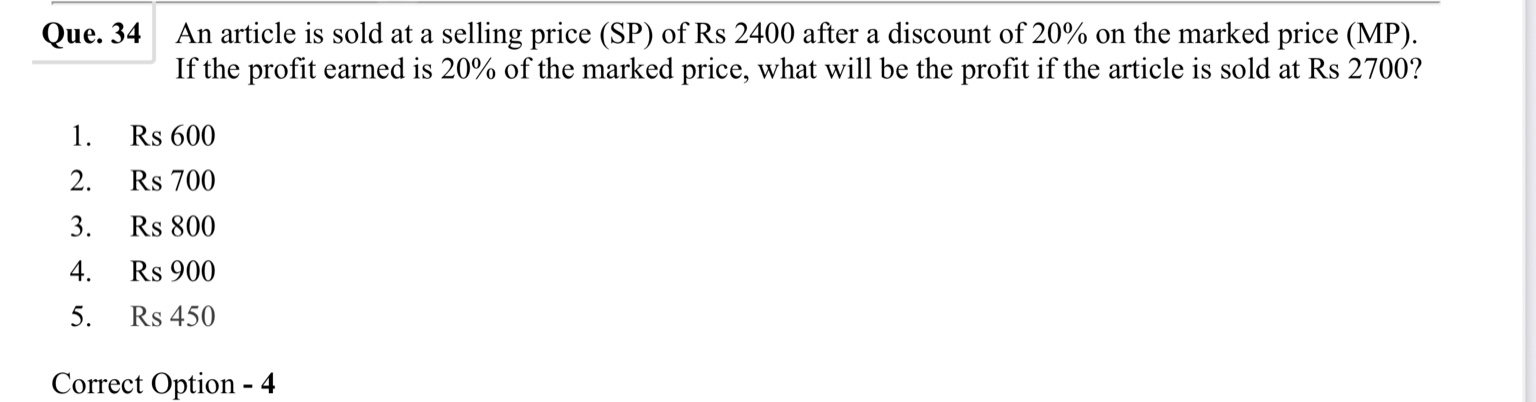 Que. 34 An article is sold at a selling price (SP) of Rs 2400 after a discount of 20% on the marked price (MP).
If the profit earned is 20% of the marked price, what will be the profit if the article is sold at Rs 2700?
1. Rs 600
2. Rs 700
3. Rs 800
4. Rs 900
5. Rs 450
Correct Option - 4